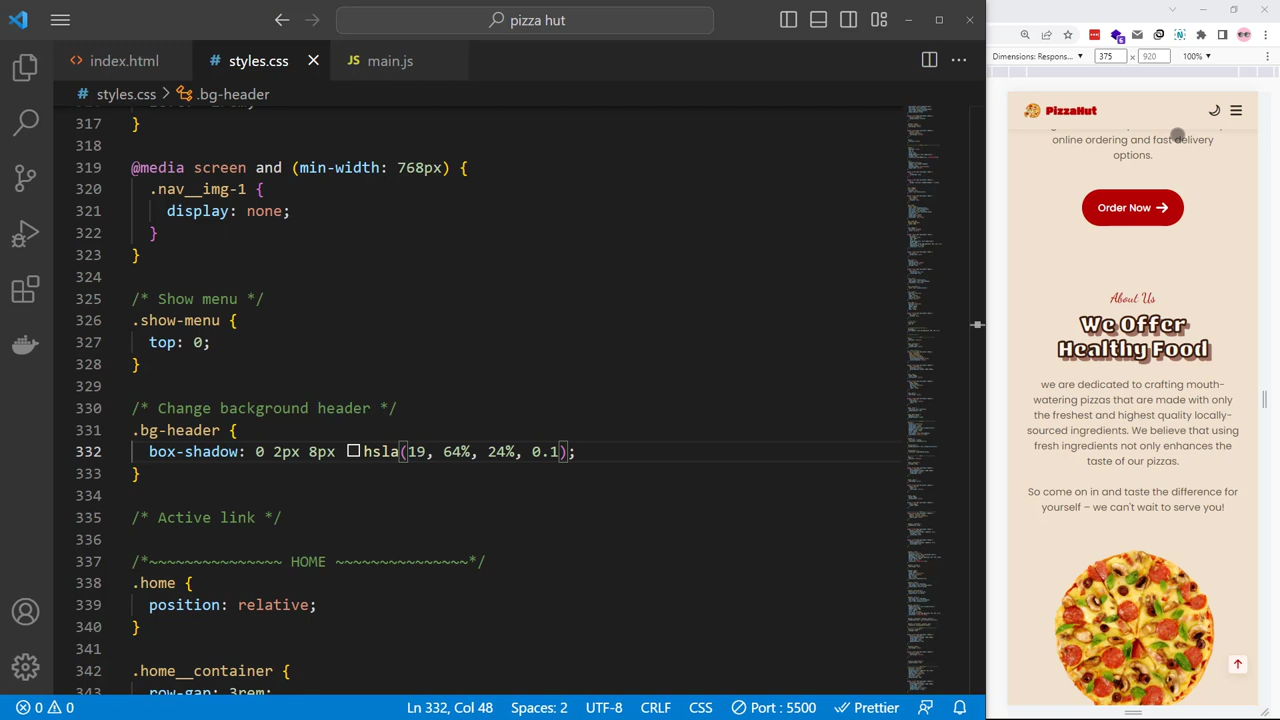 pizza hut
index.html
# styles.css
JS main.js
styles.css > .bg-header
317 }
318
319 @media screen and (min-width: 768px) {
320 .nav__img-1 {
321 display: none;
322 }
323 }
324
325 /* Show menu */
326 .show-menu {
327 top: 0;
328 }
329
330 /* Change background header */
331 .bg-header {
332 box-shadow: 0 2px
0.1);
333 }
334
335 /* Active link */
336
337 /*~~~~~~~~~~~~~~~ HOME ~~~~~~~~~~~~~~~*/
338 .home {
339 position: relative;
340 }
341
342 .home__container {
343 row-gap: rem;
0 0
Ln 332, Col 48
Spaces: 2
UTF-8
CRLF
CSS
Port : 5500
Prettier
Dimensions: Respons...
375 x 920
100%
PizzaHut
online ordering and fast delivery
options.
Order Now
About Us
We Offer
Healthy Food
we are dedicated to crafting mouth-
watering pizzas that are made with only
the freshest and highest quality locally-
sourced ingredients. We believe that using
fresh ingredients not only enhances the
taste of our pizzas.
So come on in and taste the difference for
yourself – we can't wait to serve you!